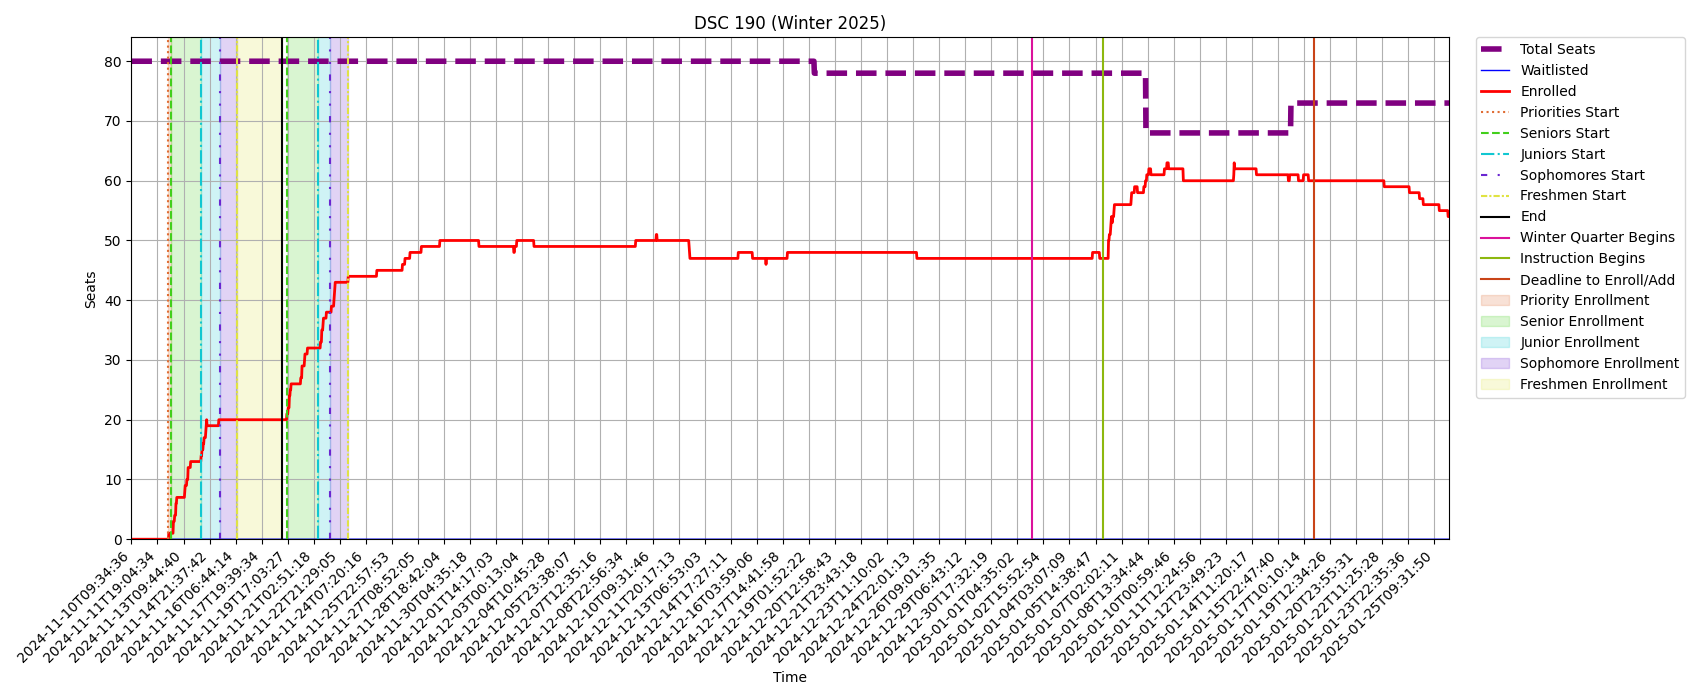 DSC 190 (Winter 2025)
Seats
80
70
60
50
40
30
20
10
0
2024-11-10T09:34:36
2024-11-11T19:04:34
2024-11-13T09:44:40
2024-11-14T21:37:42
2024-11-16T06:44:14
2024-11-17T19:39:34
2024-11-19T17:03:27
2024-11-21T02:51:18
2024-11-22T21:29:05
2024-11-24T07:20:16
2024-11-25T22:57:53
2024-11-27T08:52:05
2024-11-28T18:42:04
2024-11-30T04:35:18
2024-12-01T14:17:03
2024-12-03T00:13:04
2024-12-04T10:45:28
2024-12-05T23:38:07
2024-12-07T12:35:16
2024-12-08T22:56:34
2024-12-10T09:31:46
2024-12-11T20:17:13
2024-12-13T06:53:03
2024-12-14T17:27:11
2024-12-16T03:59:06
2024-12-17T14:41:58
2024-12-19T01:52:22
2024-12-20T12:58:43
2024-12-21T23:43:18
2024-12-23T11:10:02
2024-12-24T22:01:13
2024-12-26T09:01:35
2024-12-29T06:43:12
2024-12-30T17:32:19
2025-01-01T04:35:02
2025-01-02T15:52:54
2025-01-04T03:07:09
2025-01-05T14:38:47
2025-01-07T02:02:11
2025-01-08T13:34:44
2025-01-10T00:59:46
2025-01-11T12:24:56
2025-01-12T23:49:23
2025-01-14T11:20:17
2025-01-15T22:47:40
2025-01-17T10:10:14
2025-01-19T12:34:26
2025-01-20T23:55:31
2025-01-22T11:25:28
2025-01-23T22:35:36
2025-01-25T09:31:50
Time
Total Seats
Waitlisted
Enrolled
Priorities Start
Seniors Start
Juniors Start
Sophomores Start
Freshmen Start
End
Winter Quarter Begins
Instruction Begins
Deadline to Enroll/Add
Priority Enrollment
Senior Enrollment
Junior Enrollment
Sophomore Enrollment
Freshmen Enrollment